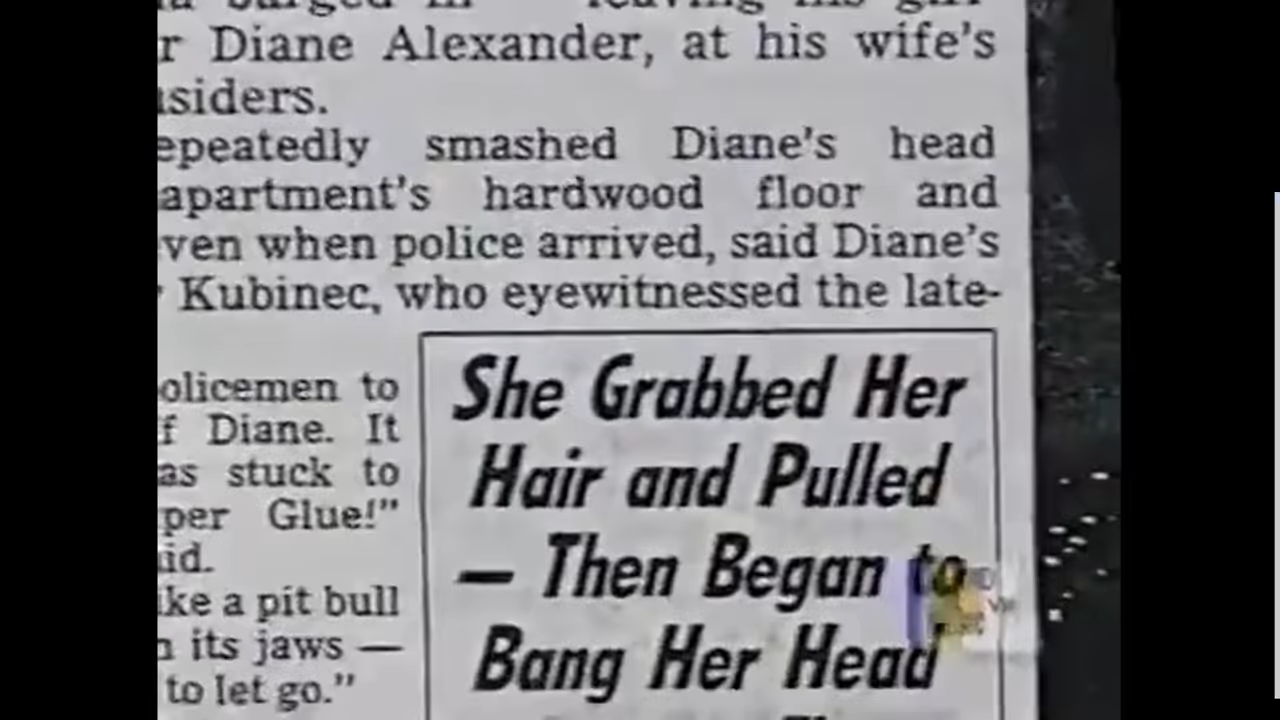 r Diane Alexander, at his wife's
siders.
epeatedly smashed Diane's head
apartment's hardwood floor and
ven when police arrived, said Diane's
Kubinec, who eyewitnessed the late-
olicemen to
f Diane. It
as stuck to
per Glue!"
id.
ke a pit bull
its jaws —
to let go."
She Grabbed Her
Hair and Pulled
— Then Began to
Bang Her Head